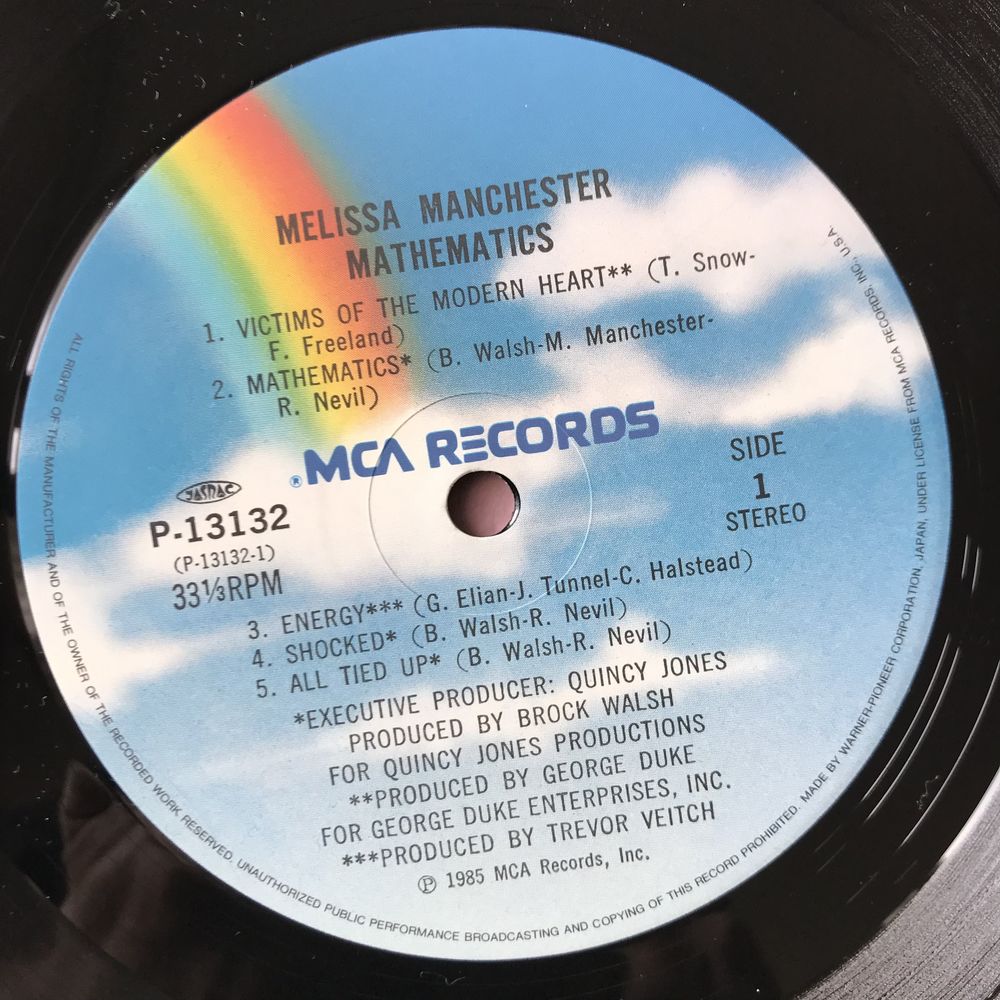 MELISSA MANCHESTER
MATHEMATICS
1. VICTIMS OF THE MODERN HEART** (T. Snow-
F. Freeland)
2. MATHEMATICS* (B. Walsh-M. Manchester-
R. Nevil)
® MCA RECORDS
JASRAC
P-13132
(P-13132-1)
33⅓RPM
SIDE
1
STEREO
3. ENERGY*** (G. Elian-J. Tunnel-C. Halstead)
4. SHOCKED* (B. Walsh-R. Nevil)
5. ALL TIED UP* (B. Walsh-R. Nevil)
*EXECUTIVE PRODUCER: QUINCY JONES
PRODUCED BY BROCK WALSH
FOR QUINCY JONES PRODUCTIONS
**PRODUCED BY GEORGE DUKE
FOR GEORGE DUKE ENTERPRISES, INC.
***PRODUCED BY TREVOR VEITCH
℗ 1985 MCA Records, Inc.
ALL RIGHTS OF THE MANUFACTURER AND OF THE OWNER OF THE RECORDED WORK RESERVED. UNAUTHORIZED PUBLIC PERFORMANCE BROADCASTING AND COPYING OF THIS RECORD PROHIBITED. MADE BY WARNER-PIONEER CORPORATION, JAPAN, UNDER LICENSE FROM MCA RECORDS, INC., U.S.A.